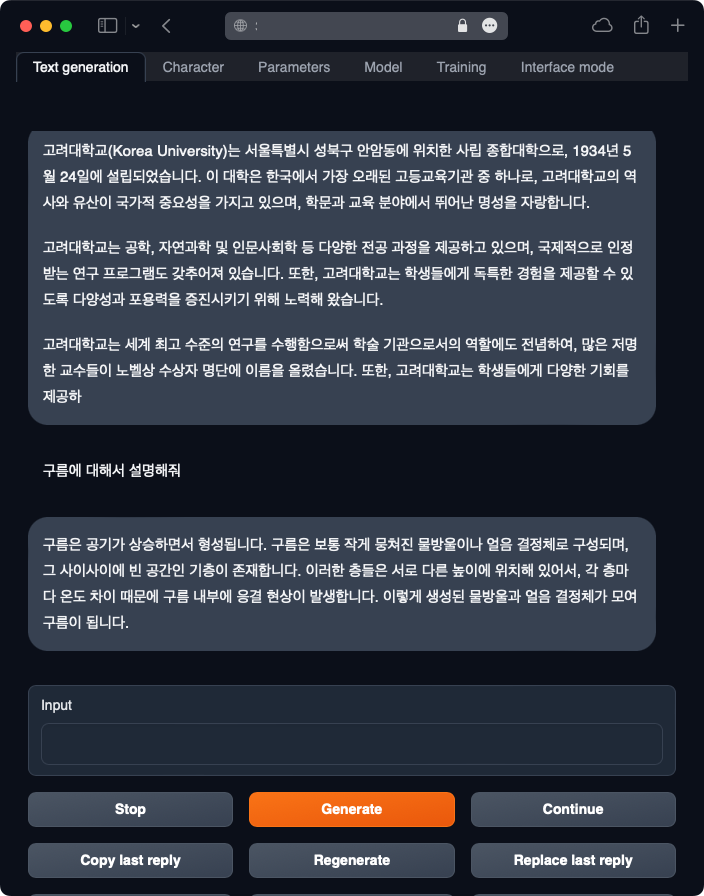 :
Text generation Character Parameters Model Training Interface mode
고려대학교(Korea University)는 서울특별시 성북구 안암동에 위치한 사립 종합대학으로, 1934년 5
월 24일에 설립되었습니다. 이 대학은 한국에서 가장 오래된 고등교육기관 중 하나로, 고려대학교의 역
사와 유산이 국가적 중요성을 가지고 있으며, 학문과 교육 분야에서 뛰어난 명성을 자랑합니다.
고려대학교는 공학, 자연과학 및 인문사회학 등 다양한 전공 과정을 제공하고 있으며, 국제적으로 인정
받는 연구 프로그램도 갖추어져 있습니다. 또한, 고려대학교는 학생들에게 독특한 경험을 제공할 수 있
도록 다양성과 포용력을 증진시키기 위해 노력해 왔습니다.
고려대학교는 세계 최고 수준의 연구를 수행함으로써 학술 기관으로서의 역할에도 전념하여, 많은 저명
한 교수들이 노벨상 수상자 명단에 이름을 올렸습니다. 또한, 고려대학교는 학생들에게 다양한 기회를
제공하
구름에 대해서 설명해줘
구름은 공기가 상승하면서 형성됩니다. 구름은 보통 작게 뭉쳐진 물방울이나 얼음 결정체로 구성되며,
그 사이사이에 빈 공간인 기층이 존재합니다. 이러한 층들은 서로 다른 높이에 위치해 있어서, 각 층마
다 온도 차이 때문에 구름 내부에 응결 현상이 발생합니다. 이렇게 생성된 물방울과 얼음 결정체가 모여
구름이 됩니다.
Input
Stop Generate Continue
Copy last reply Regenerate Replace last reply